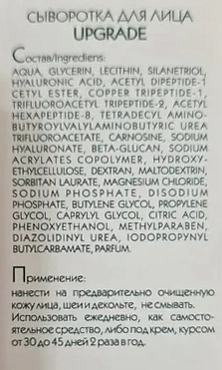 СЫВОРОТКА ДЛЯ ЛИЦА
UPGRADE
Состав/Ingrediens:
AQUA, GLYCERIN, LECITHIN, SILANETRIOL,
HYALURONIC ACID, ACETYL DIPEPTIDE-1
CETYL ESTER, COPPER TRIPEPTIDE-1,
TRIFLUOROACETYL TRIPEPTIDE-2, ACETYL
HEXAPEPTIDE-8, TETRADECYL AMINO-
BUTYROYLVALYLAMINOBUTYRIC UREA
TRIFLUOROACETATE, CARNOSINE, SODIUM
HYALURONATE, BETA-GLUCAN, SODIUM
ACRYLATES COPOLYMER, HYDROXY-
ETHYLCELLULOSE, DEXTRAN, MALTODEXTRIN,
SORBITAN LAURATE, MAGNESIUM CHLORIDE,
SODIUM PHOSPHATE, DISODIUM
PHOSPHATE, BUTYLENE GLYCOL, PROPYLENE
GLYCOL, CAPRYLYL GLYCOL, CITRIC ACID,
PHENOXYETHANOL, METHYLPARABEN,
DIAZOLIDINYL UREA, IODOPROPYNYL
BUTYLCARBAMATE, PARFUM.
Применение:
нанести на предварительно очищенную
кожу лица, шеи и декольте, не смывать.
Использовать ежедневно, как самостоя-
тельное средство, либо под крем, курсом
от 30 до 45 дней 2 раза в год.